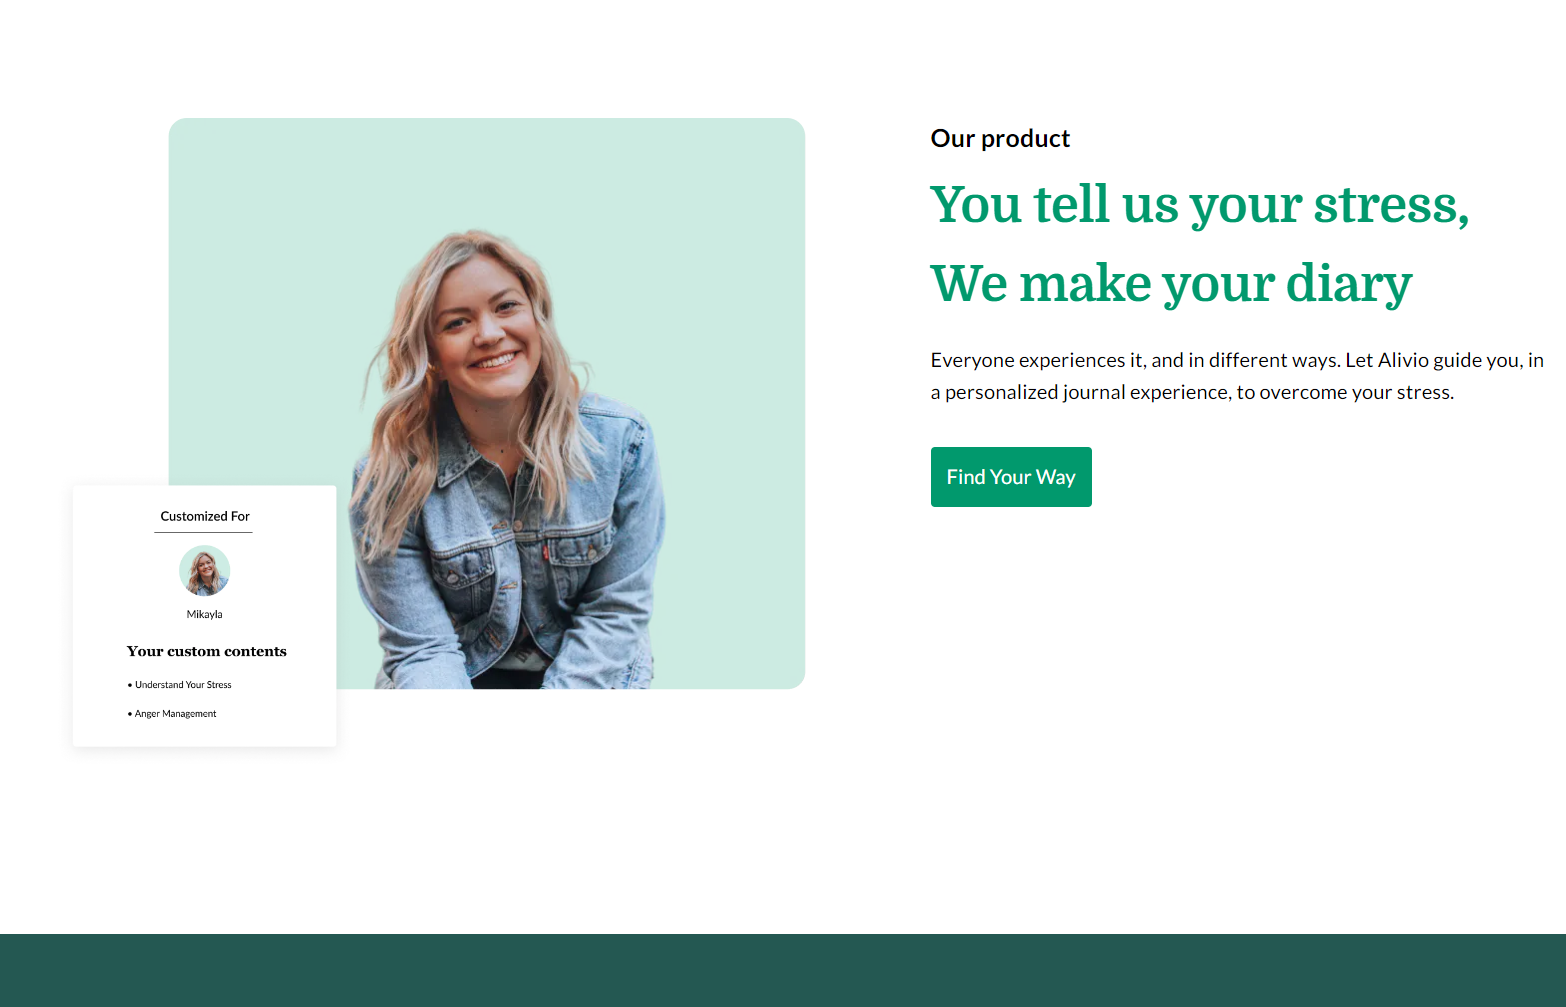 Our product
You tell us your stress,
We make your diary
Everyone experiences it, and in different ways. Let Alivio guide you, in
a personalized journal experience, to overcome your stress.
Find Your Way
Customized For
Mikayla
Your custom contents
• Understand Your Stress
• Anger Management